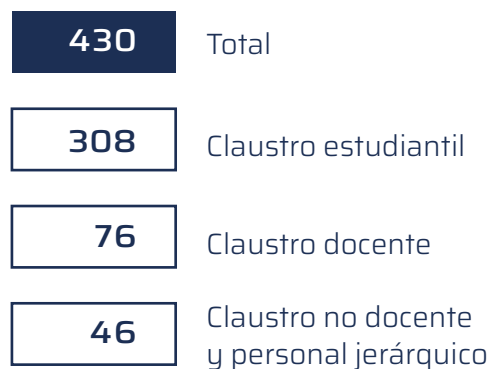 430 Total
308 Claustro estudiantil
76 Claustro docente
46 Claustro no docente
y personal jerárquico